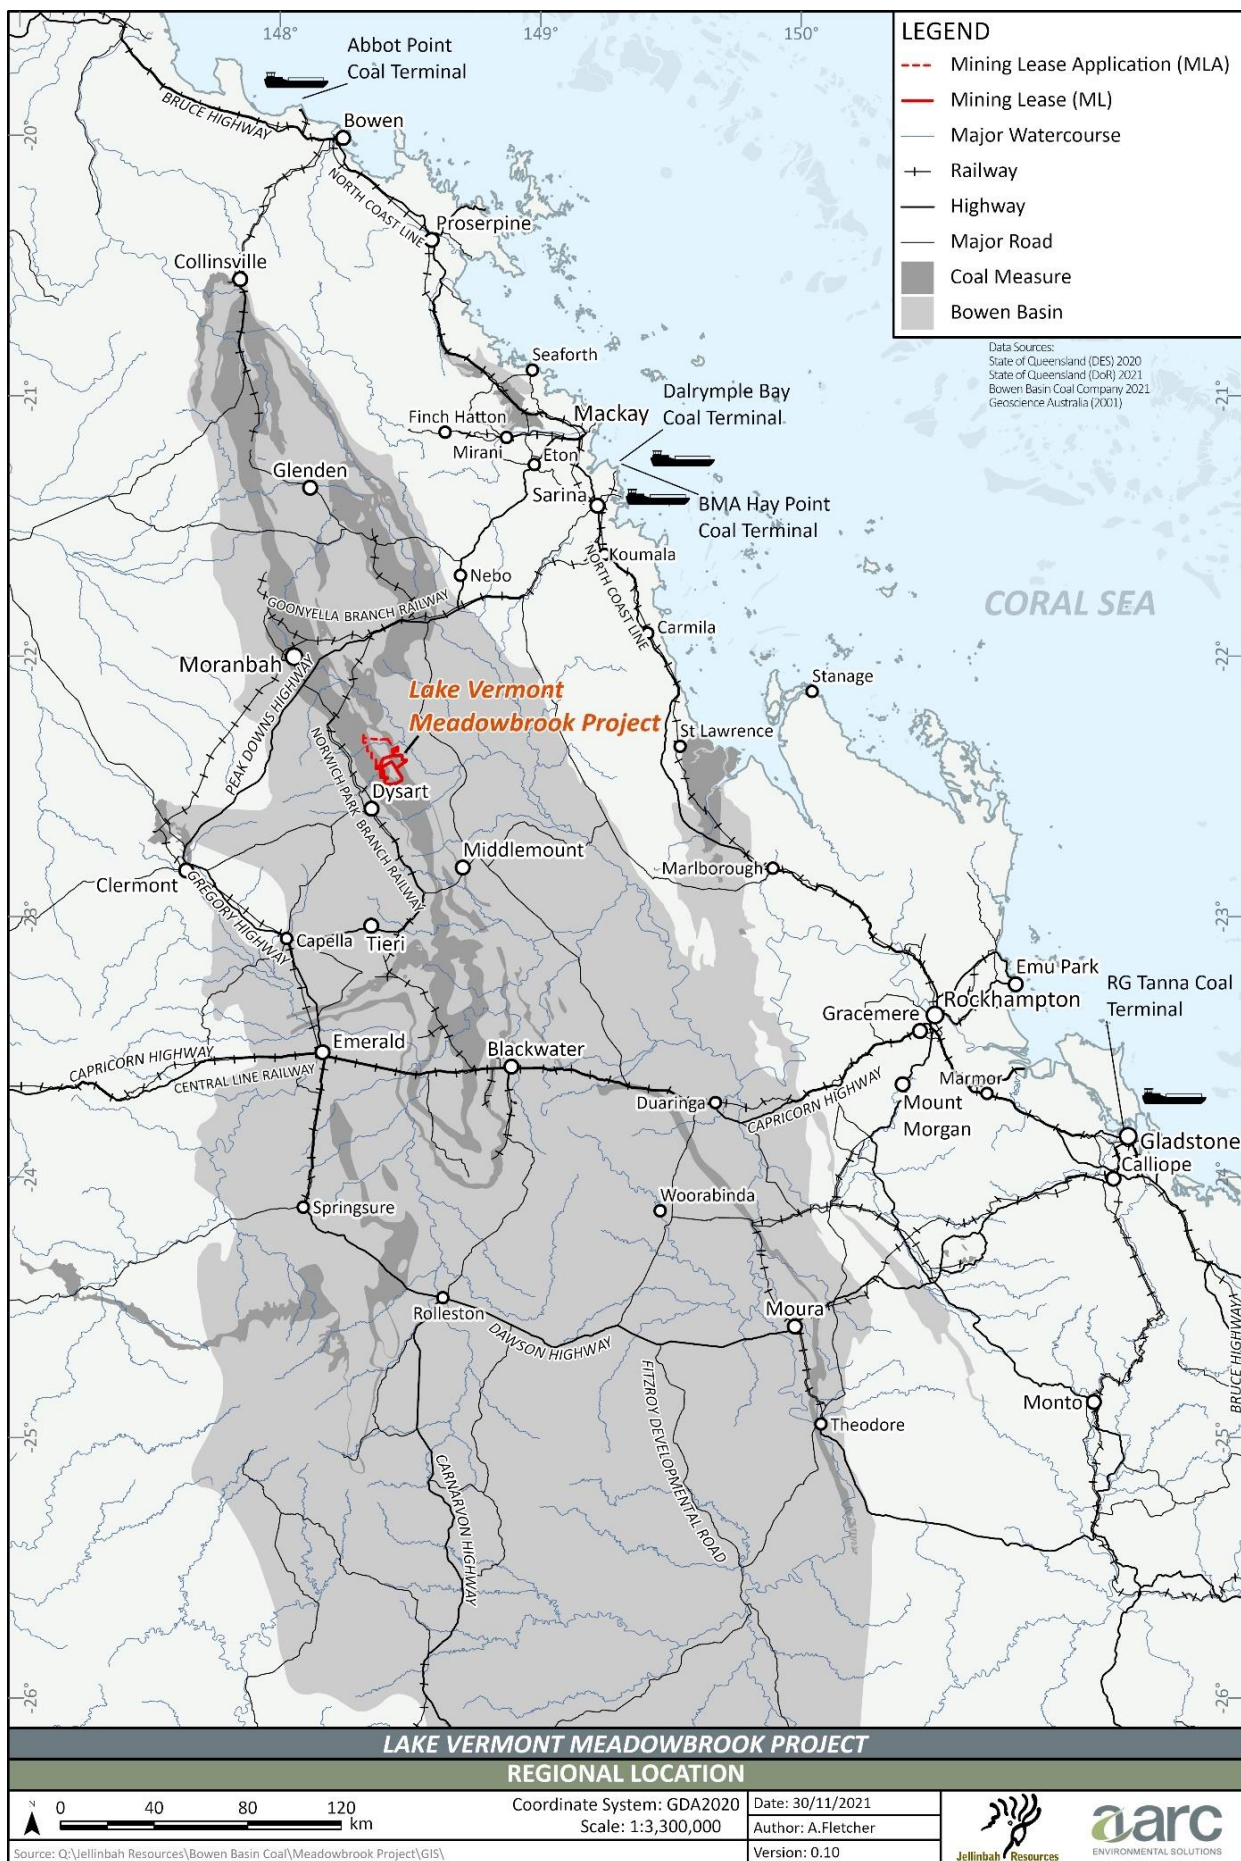 148°
149°
150°
LEGEND
Mining Lease Application (MLA)
Mining Lease (ML)
Major Watercourse
Railway
Highway
Major Road
Coal Measure
Bowen Basin
Data Sources:
State of Queensland (DES) 2020
State of Queensland (DoR) 2021
Bowen Basin Coal Company 2021
Geoscience Australia (2001)
Abbot Point
Coal Terminal
BRUCE HIGHWAY
Bowen
-20°
NORTH COAST LINE
Proserpine
Collinsville
Seaforth
-21°
-21°
Dalrymple Bay
Coal Terminal
Finch Hatton
Mackay
Mirani
Eton
Glenden
Sarina
BMA Hay Point
Coal Terminal
Koumala
NORTH COAST LINE
Nebo
GOONYELLA BRANCH RAILWAY
CORAL SEA
Carmila
-22°
-22°
Moranbah
Stanage
Lake Vermont
Meadowbrook Project
PEAK DOWNS HIGHWAY
NORWICH PARK BRANCH RAILWAY
St Lawrence
Dysart
Middlemount
Marlborough
Clermont
GREGORY HIGHWAY
-23°
-23°
Capella
Tieri
Emu Park
RG Tanna Coal
Terminal
Rockhampton
Gracemere
Emerald
Blackwater
CAPRICORN HIGHWAY
CENTRAL LINE RAILWAY
Marmor
Duaringa
CAPRICORN HIGHWAY
Mount
Morgan
Gladstone
Calliope
-24°
-24°
Woorabinda
Springsure
Rolleston
Moura
DAWSON HIGHWAY
BRUCE HIGHWAY
FITZROY DEVELOPMENTAL ROAD
Monto
Theodore
-25°
-25°
CARNARVON HIGHWAY
-26°
-26°
LAKE VERMONT MEADOWBROOK PROJECT
REGIONAL LOCATION
N
0 40 80 120
km
Coordinate System: GDA2020
Scale: 1:3,300,000
Date: 30/11/2021
Author: A.Fletcher
Version: 0.10
Source: Q:\Jellinbah Resources\Bowen Basin Coal\Meadowbrook Project\GIS\
Jellinbah Resources
aarc
ENVIRONMENTAL SOLUTIONS